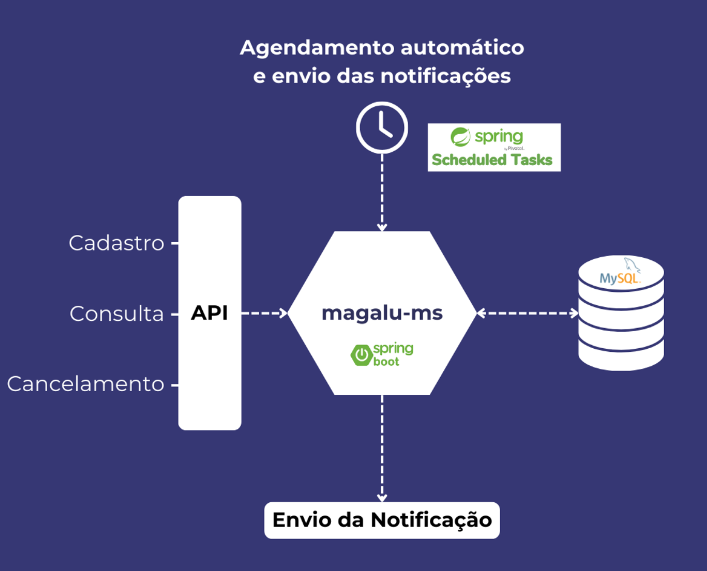 Agendamento automático
e envio das notificações
spring
by Pivotal.
Scheduled Tasks
Cadastro
Consulta
Cancelamento
API
magalu-ms
spring
boot
MySQL
Envio da Notificação